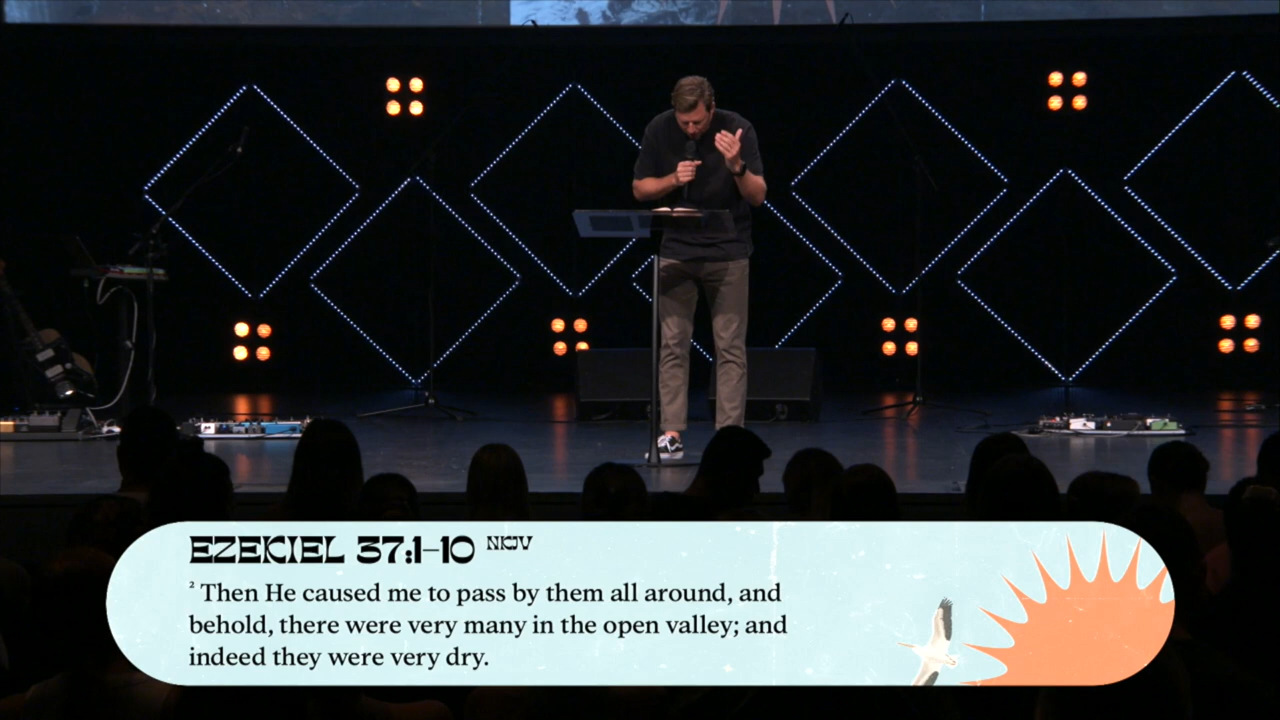 EZEKIEL 37:1–10 NKJV
² Then He caused me to pass by them all around, and
behold, there were very many in the open valley; and
indeed they were very dry.